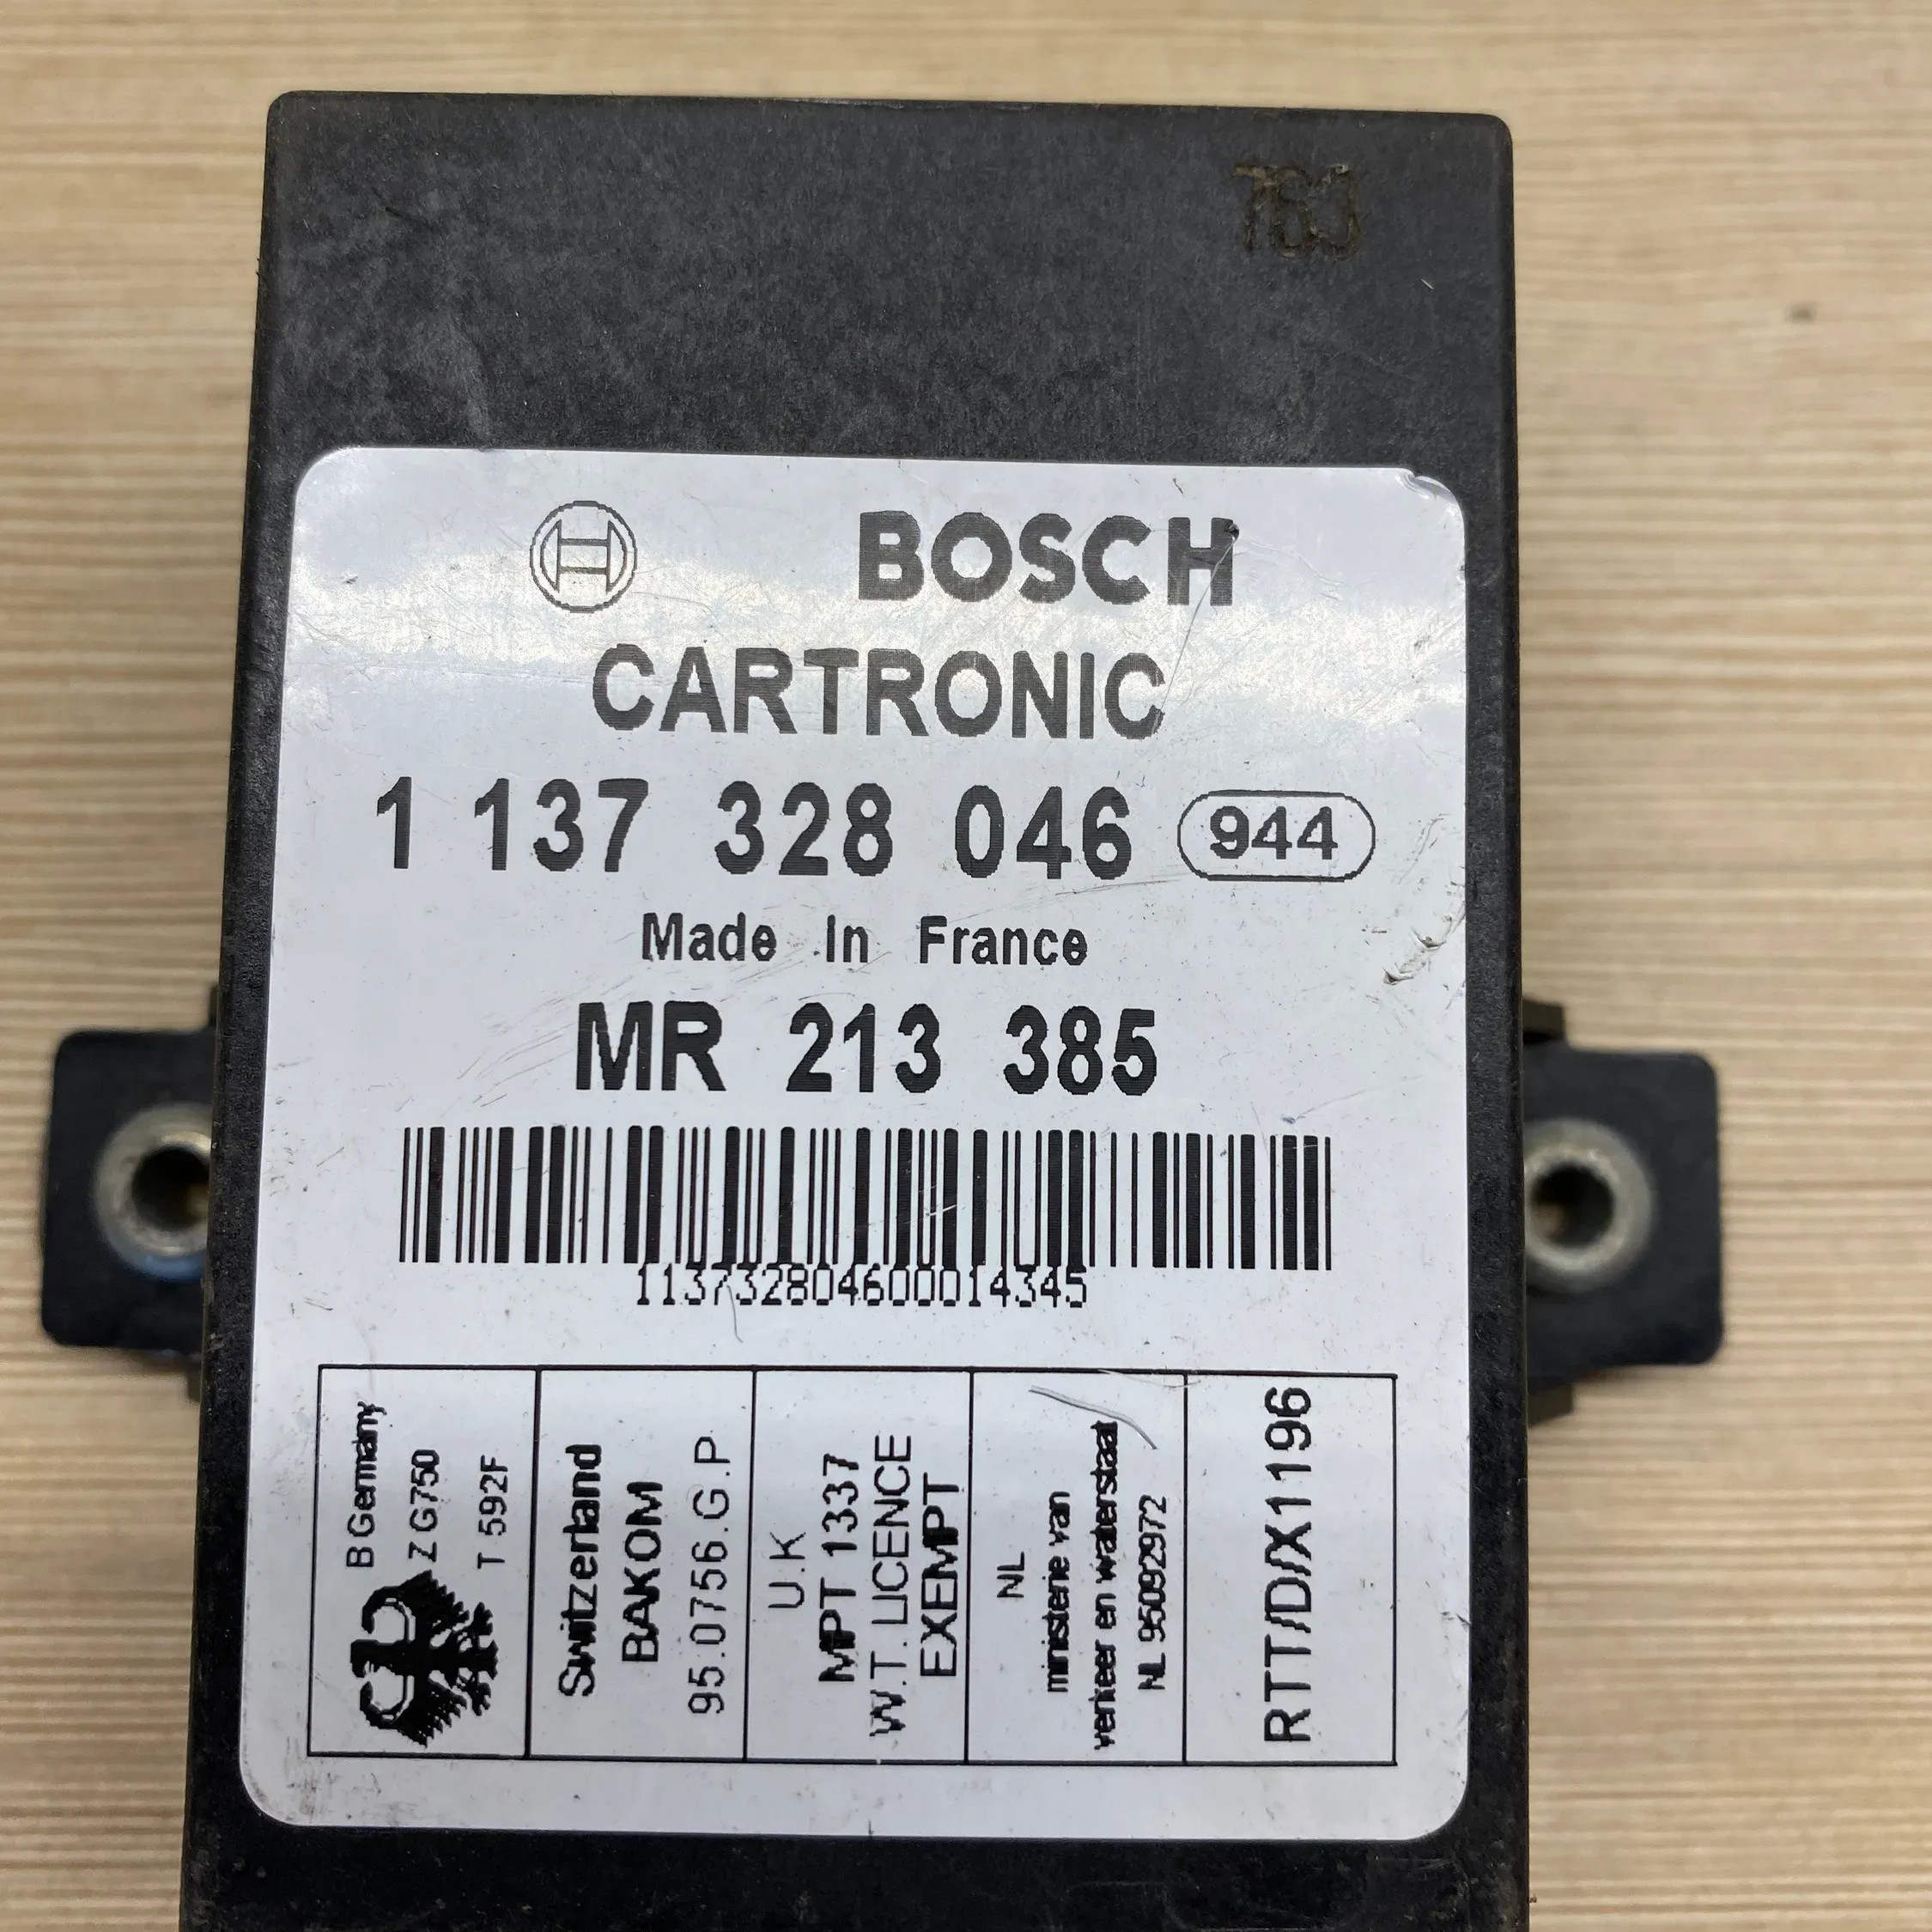 BOSCH
CARTRONIC
1 137 328 046 944
Made In France
MR 213 385
113732804600014345
B Germany
Z G750
T 592F
Switzerland
BAKOM
95.0756.G.P
U.K
MPT 1337
W.T. LICENCE
EXEMPT
NL
ministerie van
verkeer en waterstaat
NL 95092972
RTT/D/X1196